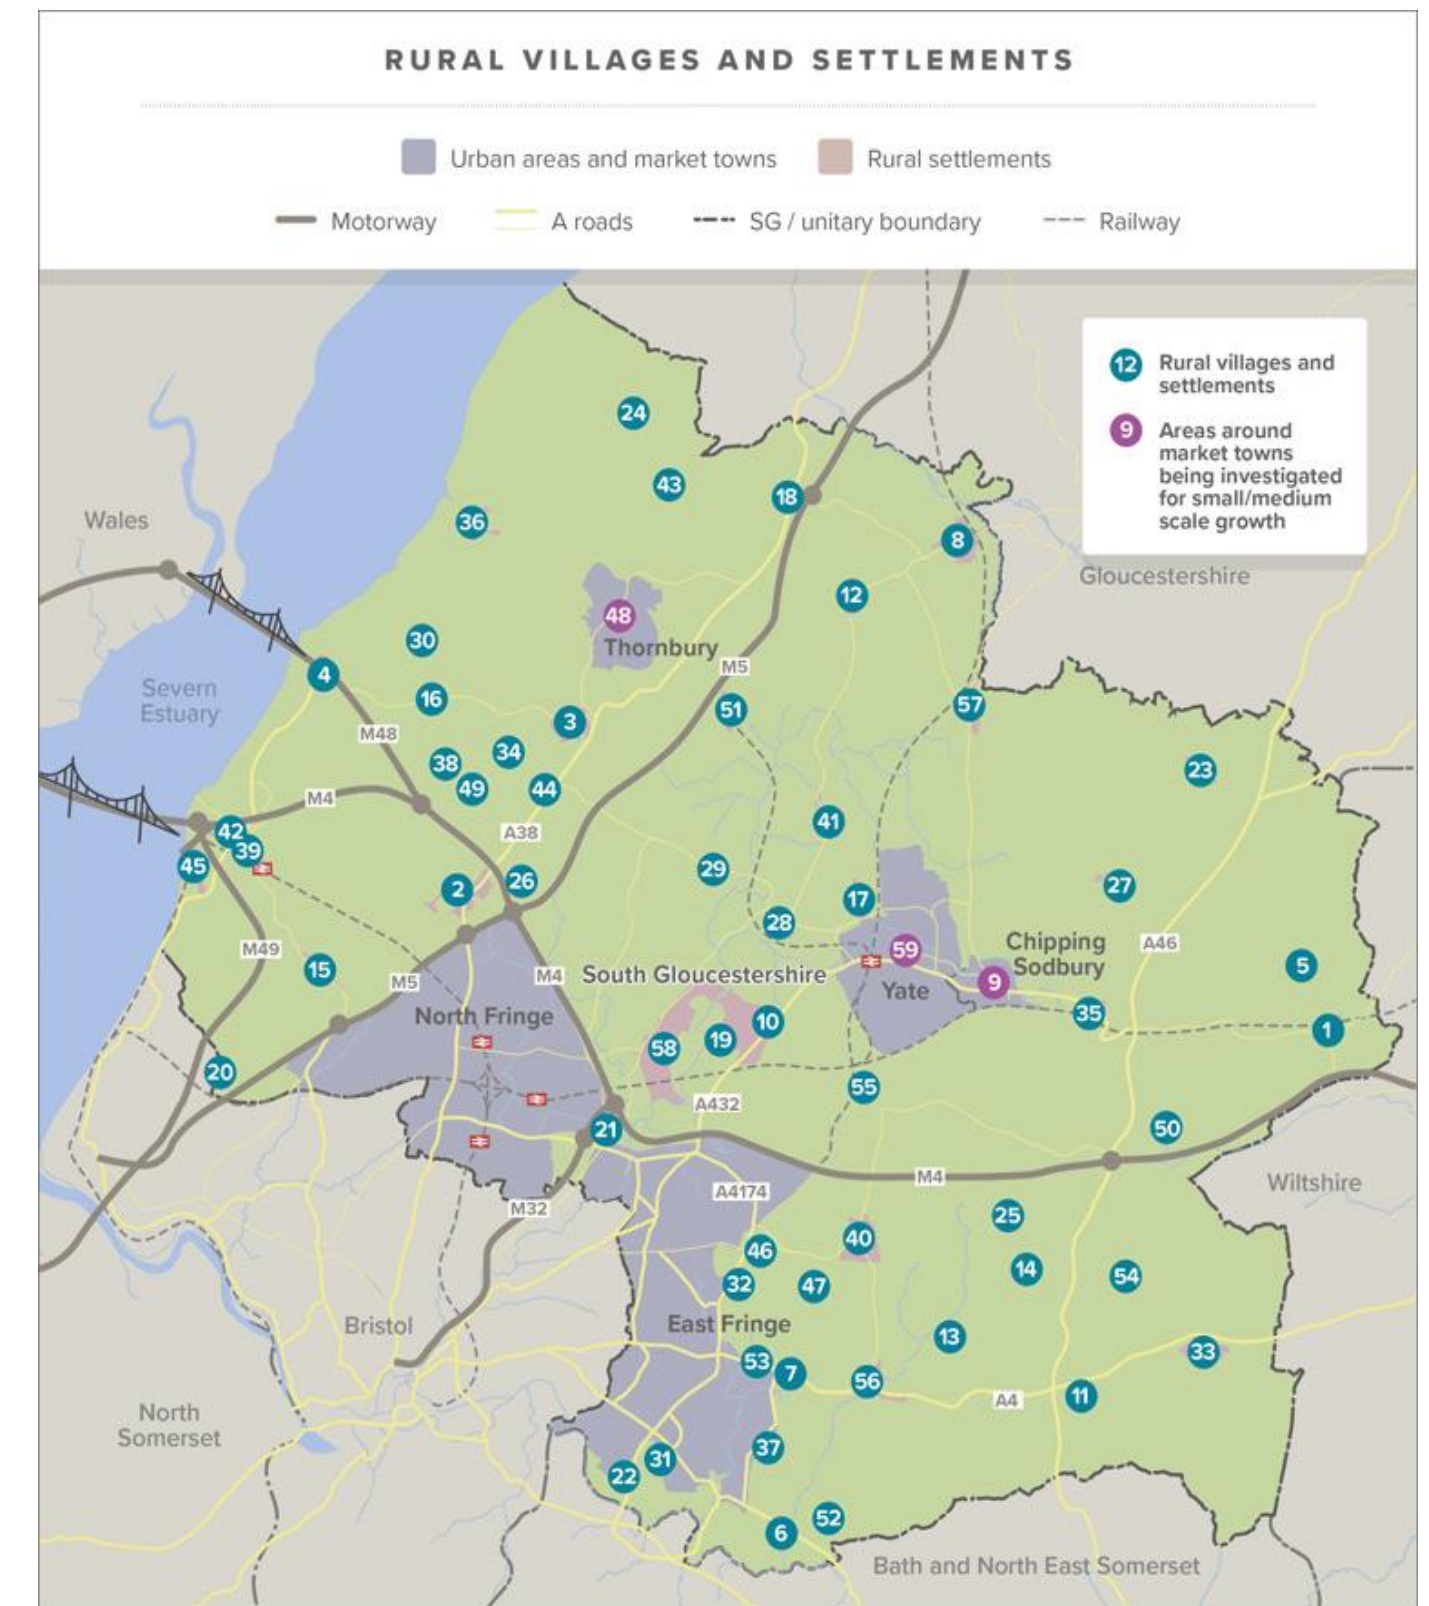 RURAL VILLAGES AND SETTLEMENTS
Urban areas and market towns
Rural settlements
Motorway
A roads
SG / unitary boundary
Railway
12
Rural villages and
settlements
9
Areas around
market towns
being investigated
for small/medium
scale growth
24
43
18
36
8
Wales
Gloucestershire
12
48
Thornbury
30
M5
4
Severn
Estuary
16
51
57
3
M48
34
38
49
44
23
M4
42
39
45
A38
41
29
27
26
2
17
28
59
Chipping
Sodbury
A46
M49
15
M5
M4
South Gloucestershire
Yate
9
5
35
North Fringe
10
19
58
1
20
55
A432
21
50
M4
A4174
M32
Wiltshire
25
46
40
14
54
32
47
East Fringe
Bristol
13
33
53
7
56
A4
11
North
Somerset
37
31
22
52
6
Bath and North East Somerset